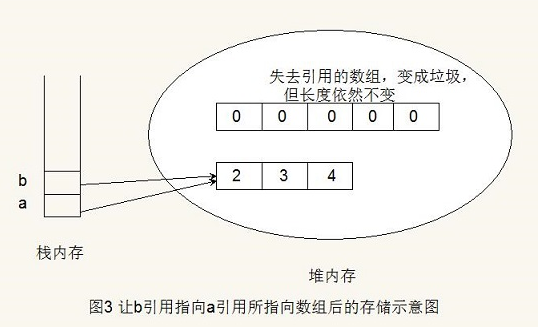 失去引用的数组，变成垃圾，
但长度依然不变
0 0 0 0 0
b
a
2 3 4
栈内存
堆内存
图3 让b引用指向a引用所指向数组后的存储示意图